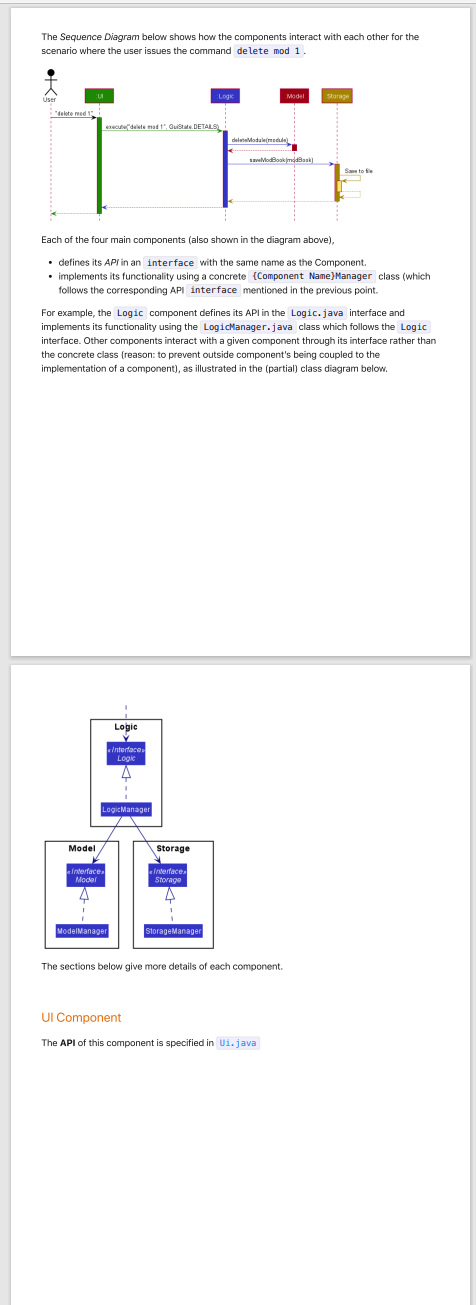 The Sequence Diagram below shows how the components interact with each other for the
scenario where the user issues the command delete mod 1.
User
:UI
:Logic
:Model
:Storage
"delete mod 1"
execute("delete mod 1", GuiState.DETAILS)
deleteModule(module)
saveModBook(modBook)
Save to file
Each of the four main components (also shown in the diagram above),
• defines its API in an interface with the same name as the Component.
• implements its functionality using a concrete {Component Name}Manager class (which
follows the corresponding API interface mentioned in the previous point.
For example, the Logic component defines its API in the Logic.java interface and
implements its functionality using the LogicManager.java class which follows the Logic
interface. Other components interact with a given component through its interface rather than
the concrete class (reason: to prevent outside component's being coupled to the
implementation of a component), as illustrated in the (partial) class diagram below.
Logic
«Interface»
Logic
LogicManager
Model
Storage
«Interface»
Model
«Interface»
Storage
ModelManager
StorageManager
The sections below give more details of each component.
UI Component
The API of this component is specified in Ui.java